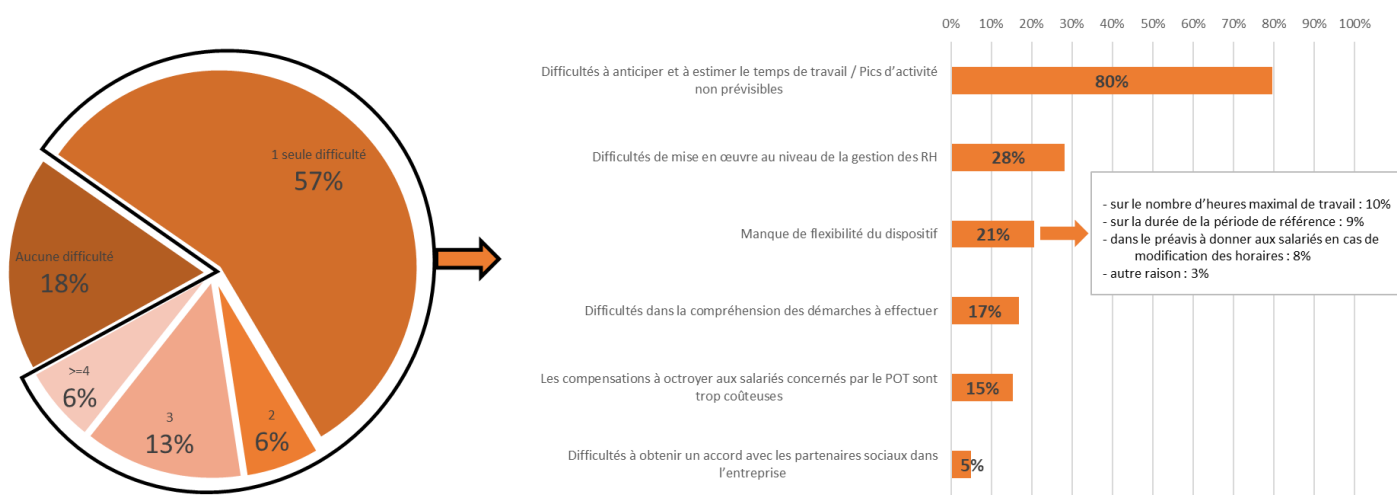 1 seule difficulté
57%
Aucune difficulté
18%
>=4
6%
3
13%
2
6%
0% 10% 20% 30% 40% 50% 60% 70% 80% 90% 100%
Difficultés à anticiper et à estimer le temps de travail / Pics d’activité
non prévisibles
80%
Difficultés de mise en œuvre au niveau de la gestion des RH
28%
Manque de flexibilité du dispositif
21%
- sur le nombre d’heures maximal de travail : 10%
- sur la durée de la période de référence : 9%
- dans le préavis à donner aux salariés en cas de
modification des horaires : 8%
- autre raison : 3%
Difficultés dans la compréhension des démarches à effectuer
17%
Les compensations à octroyer aux salariés concernés par le POT sont
trop coûteuses
15%
Difficultés à obtenir un accord avec les partenaires sociaux dans
l’entreprise
5%